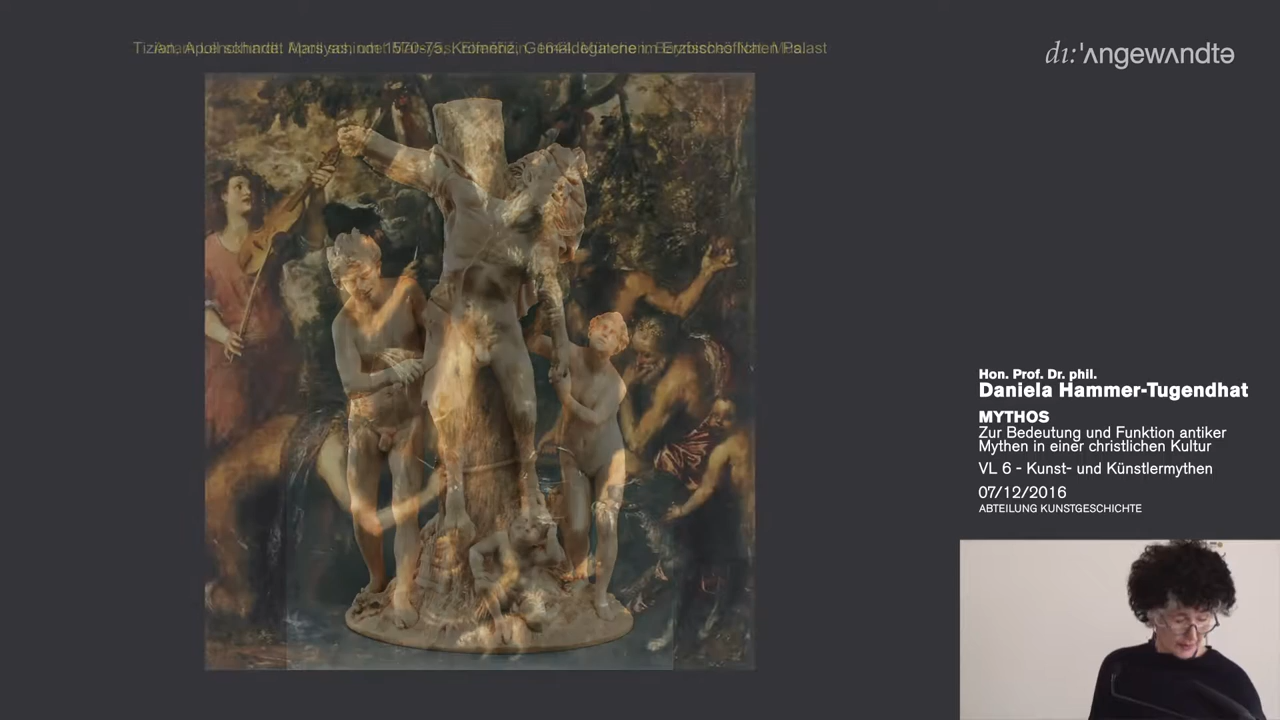 dı:ˈʌngewʌndtə
Hon. Prof. Dr. phil.
Daniela Hammer-Tugendhat
MYTHOS
Zur Bedeutung und Funktion antiker
Mythen in einer christlichen Kultur
VL 6 - Kunst- und Künstlermythen
07/12/2016
ABTEILUNG KUNSTGESCHICHTE